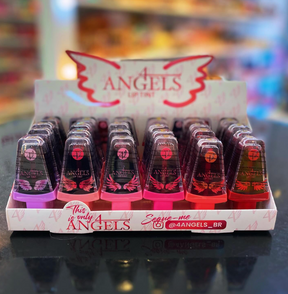 4
ANGELS
LIP TINT
This
is only
4
ANGELS
Segue-me
@4ANGELS_BR